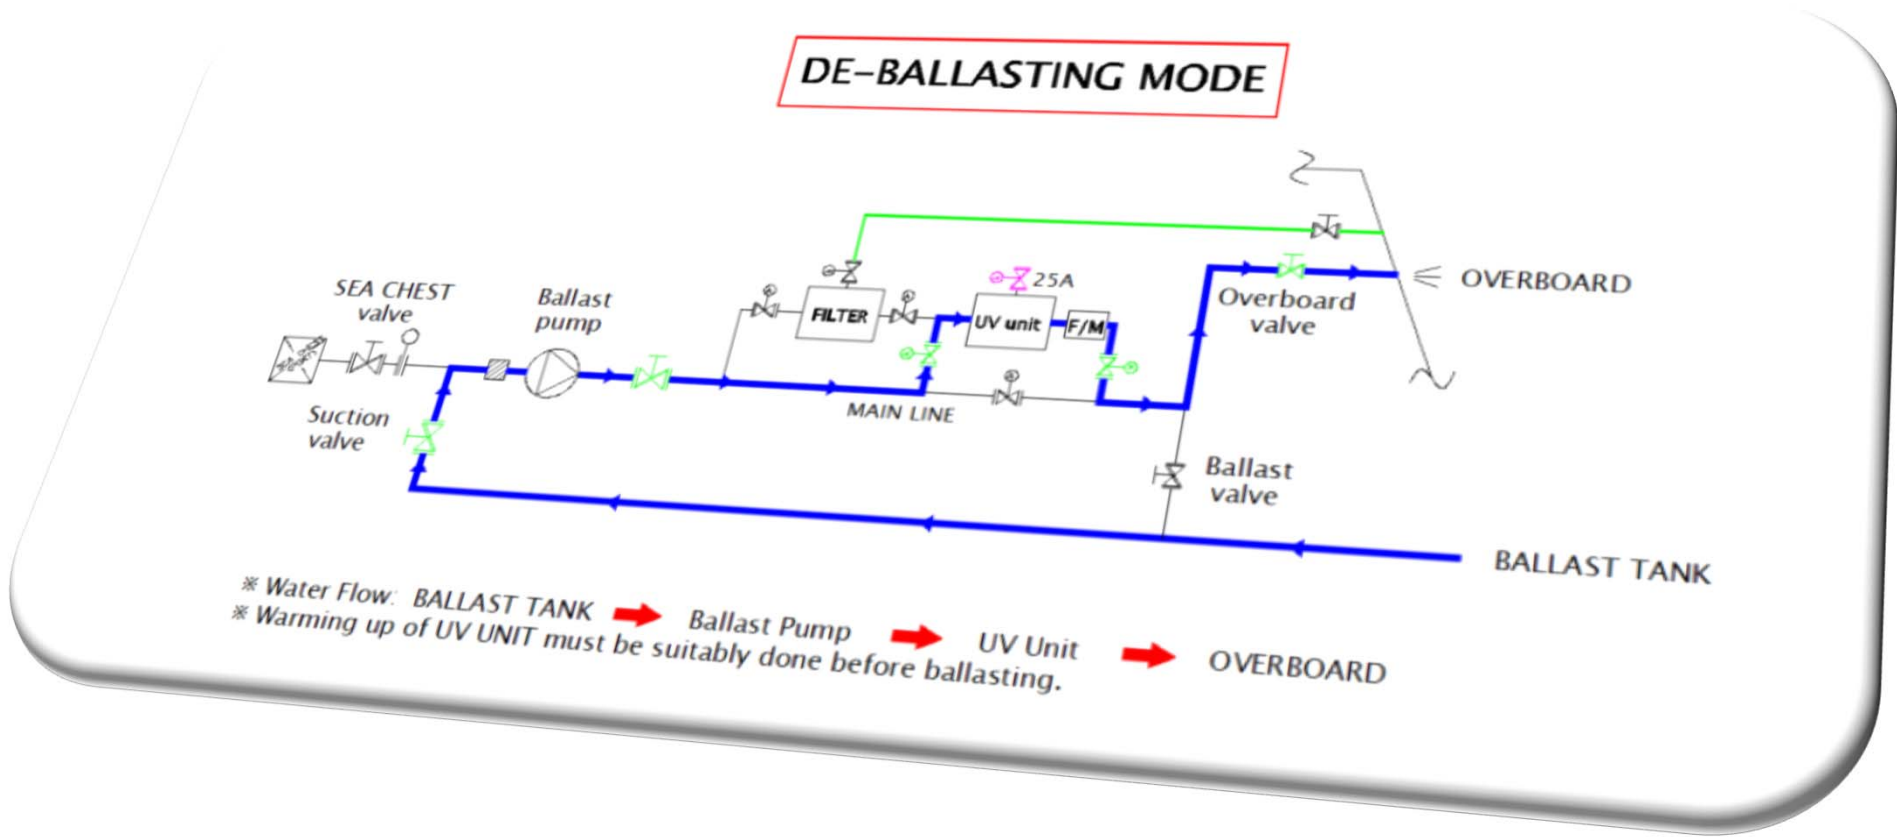 DE-BALLASTING MODE
SEA CHEST
valve
Ballast
pump
FILTER
UV unit
25A
F/M
Overboard
valve
OVERBOARD
Suction
valve
MAIN LINE
Ballast
valve
BALLAST TANK
※ Water Flow: BALLAST TANK Ballast Pump UV Unit OVERBOARD
※ Warming up of UV UNIT must be suitably done before ballasting.